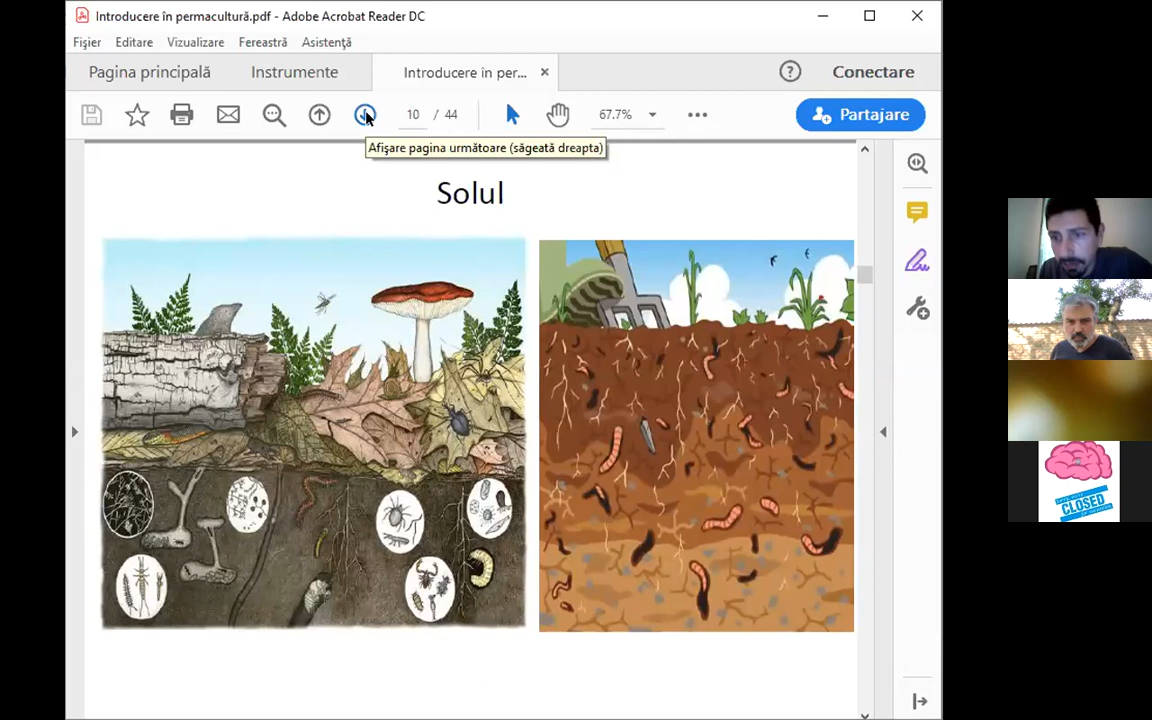 Introducere în permacultură.pdf - Adobe Acrobat Reader DC
Fișier Editare Vizualizare Fereastră Asistență
Pagina principală Instrumente Introducere în per... Conectare
10 / 44 67.7% Partajare
Afișare pagina următoare (săgeată dreapta)
Solul
CLOSED